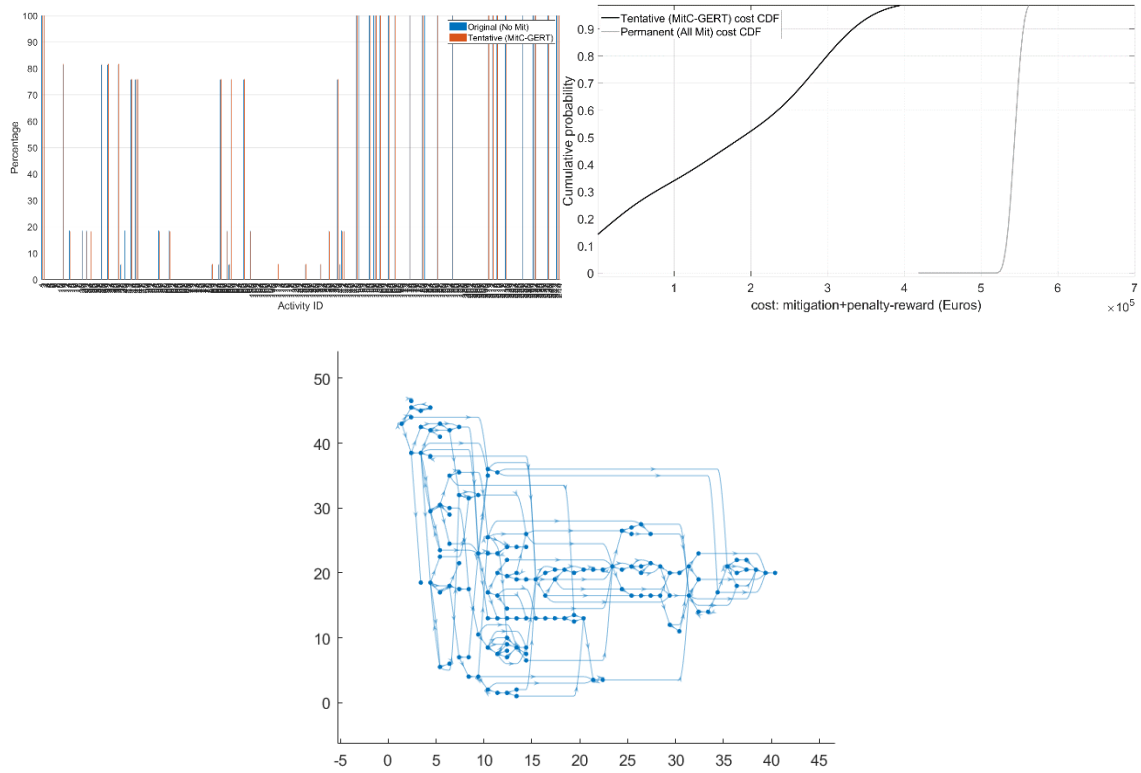 100
90
80
70
60
50
40
30
20
10
0
Percentage
Activity ID
Original (No Mit)
Tentative (MitC-GERT)
Tentative (MitC-GERT) cost CDF
Permanent (All Mit) cost CDF
0.9
0.8
0.7
0.6
0.5
0.4
0.3
0.2
0.1
0
Cumulative probability
1 2 3 4 5 6 7
cost: mitigation+penalty-reward (Euros)
×10⁵
50
40
30
20
10
0
-5 0 5 10 15 20 25 30 35 40 45